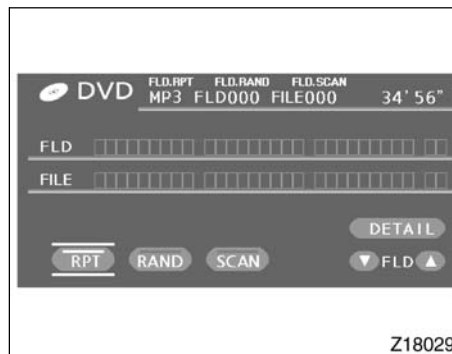 FLD.RPT FLD.RAND FLD.SCAN
DVD MP3 FLD000 FILE000 34'56"
FLD
FILE
DETAIL
RPT RAND SCAN ▼ FLD ▲
Z18029